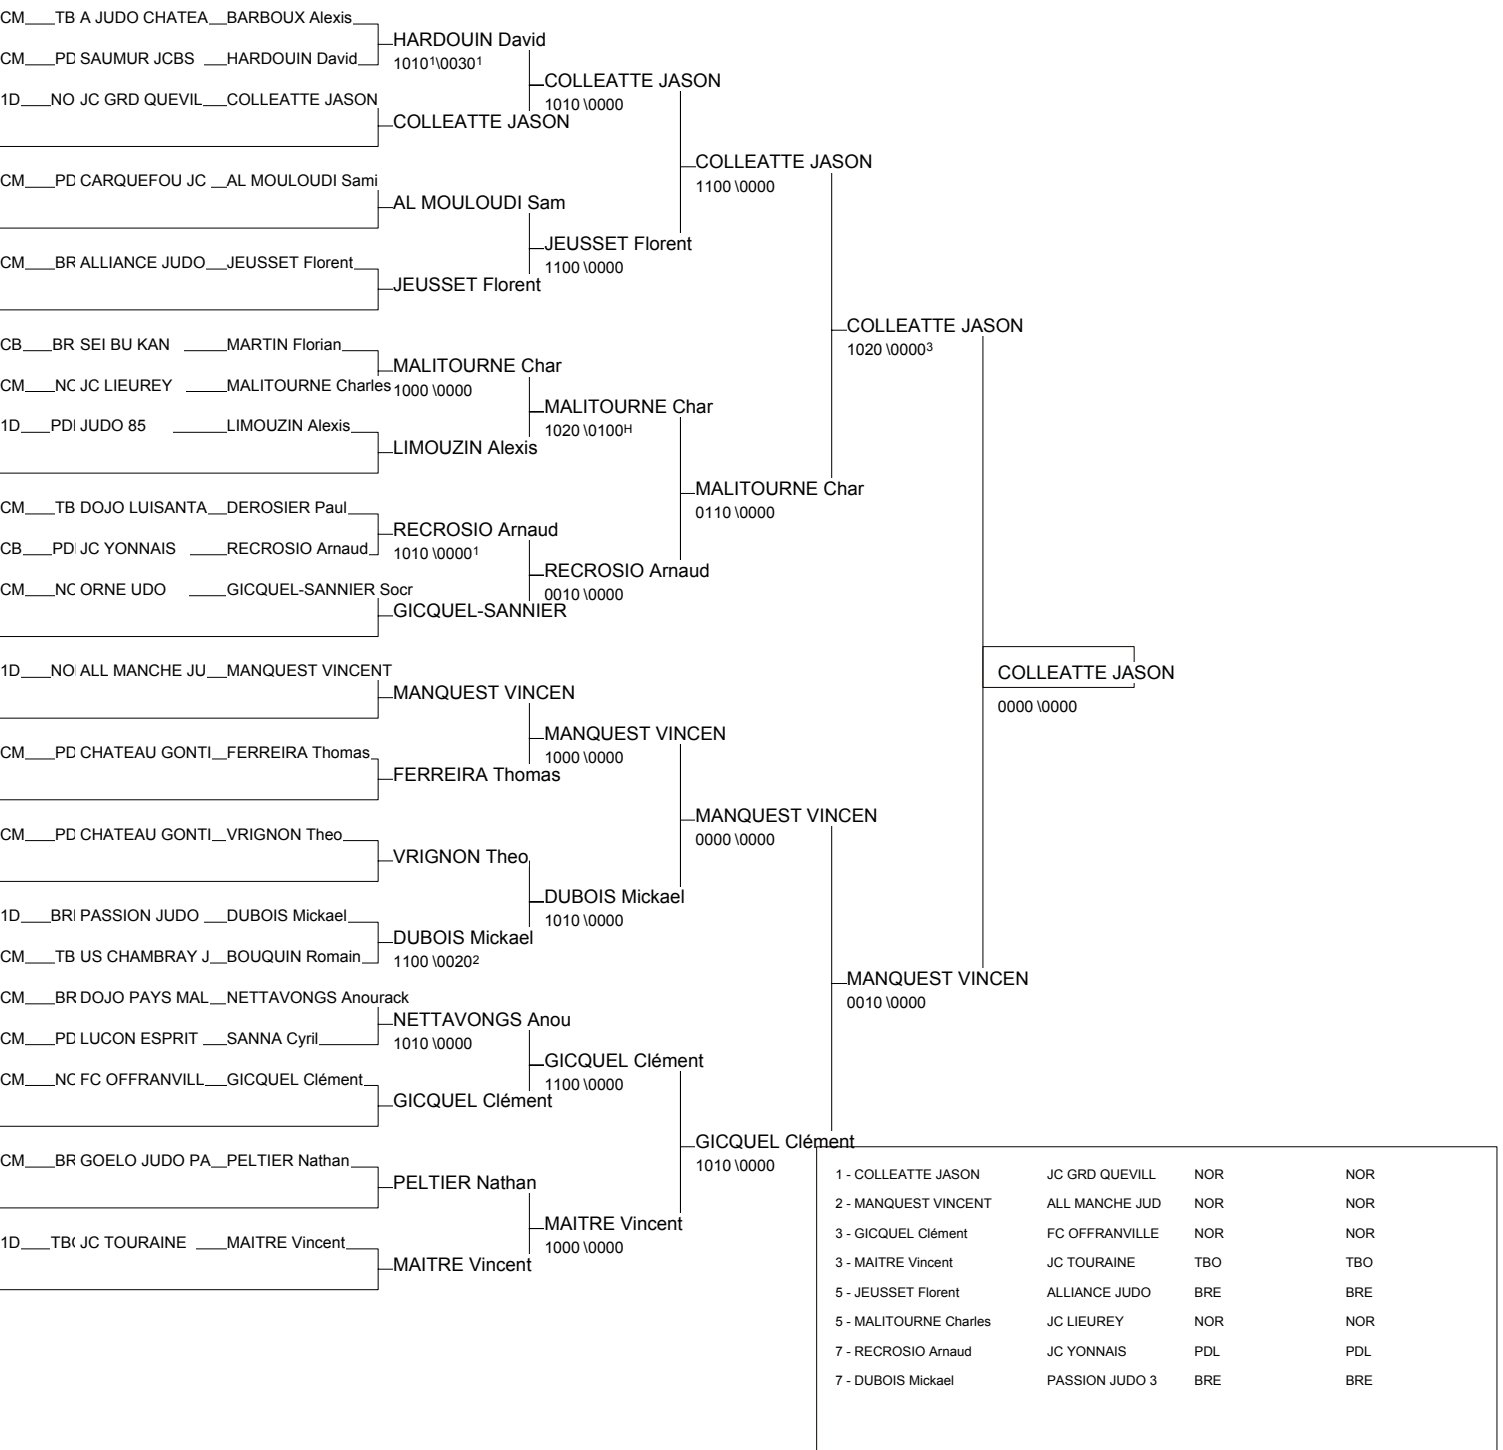 CM TB A JUDO CHATEA BARBOUX Alexis
HARDOUIN David
CM PD SAUMUR JCBS HARDOUIN David
1010¹\0030¹
COLLEATTE JASON
1D NO JC GRD QUEVIL COLLEATTE JASON
1010 \0000
COLLEATTE JASON
COLLEATTE JASON
CM PD CARQUEFOU JC AL MOULOUDI Sami
1100 \0000
AL MOULOUDI Sam
JEUSSET Florent
CM BR ALLIANCE JUDO JEUSSET Florent
1100 \0000
JEUSSET Florent
COLLEATTE JASON
CB BR SEI BU KAN MARTIN Florian
1020 \0000³
MALITOURNE Char
CM NO JC LIEUREY MALITOURNE Charles
1000 \0000
MALITOURNE Char
1D PDI JUDO 85 LIMOUZIN Alexis
1020 \0100ᴴ
LIMOUZIN Alexis
MALITOURNE Char
CM TB DOJO LUISANTA DEROSIER Paul
0110 \0000
RECROSIO Arnaud
CB PD JC YONNAIS RECROSIO Arnaud
1010 \0000¹
RECROSIO Arnaud
CM NO ORNE UDO GICQUEL-SANNIER Socr
0010 \0000
GICQUEL-SANNIER
1D NO ALL MANCHE JU MANQUEST VINCENT
COLLEATTE JASON
MANQUEST VINCEN
0000 \0000
MANQUEST VINCEN
CM PD CHATEAU GONTI FERREIRA Thomas
1000 \0000
FERREIRA Thomas
MANQUEST VINCEN
CM PD CHATEAU GONTI VRIGNON Theo
0000 \0000
VRIGNON Theo
DUBOIS Mickael
1D BRI PASSION JUDO DUBOIS Mickael
1010 \0000
DUBOIS Mickael
CM TB US CHAMBRAY J BOUQUIN Romain
1100 \0020²
MANQUEST VINCEN
CM BR DOJO PAYS MAL NETTAVONGS Anourack
0010 \0000
NETTAVONGS Anou
CM PD LUCON ESPRIT SANNA Cyril
1010 \0000
GICQUEL Clément
CM NO FC OFFRANVILL GICQUEL Clément
1100 \0000
GICQUEL Clément
GICQUEL Clément
CM BR GOELO JUDO PA PELTIER Nathan
1010 \0000
PELTIER Nathan
MAITRE Vincent
1D TBO JC TOURAINE MAITRE Vincent
1000 \0000
MAITRE Vincent
1 - COLLEATTE JASON JC GRD QUEVILL NOR NOR
2 - MANQUEST VINCENT ALL MANCHE JUD NOR NOR
3 - GICQUEL Clément FC OFFRANVILLE NOR NOR
3 - MAITRE Vincent JC TOURAINE TBO TBO
5 - JEUSSET Florent ALLIANCE JUDO BRE BRE
5 - MALITOURNE Charles JC LIEUREY NOR NOR
7 - RECROSIO Arnaud JC YONNAIS PDL PDL
7 - DUBOIS Mickael PASSION JUDO 3 BRE BRE